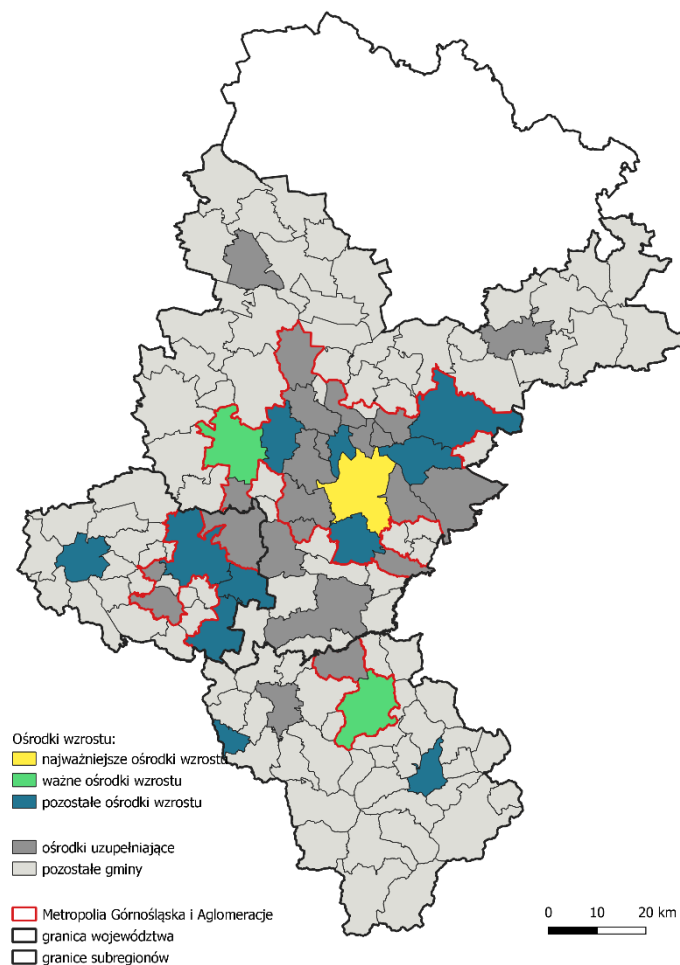 Ośrodki wzrostu:
najważniejsze ośrodki wzrostu
ważne ośrodki wzrostu
pozostałe ośrodki wzrostu
ośrodki uzupełniające
pozostałe gminy
Metropolia Górnośląska i Aglomeracje
granica województwa
granice subregionów
0 10 20 km